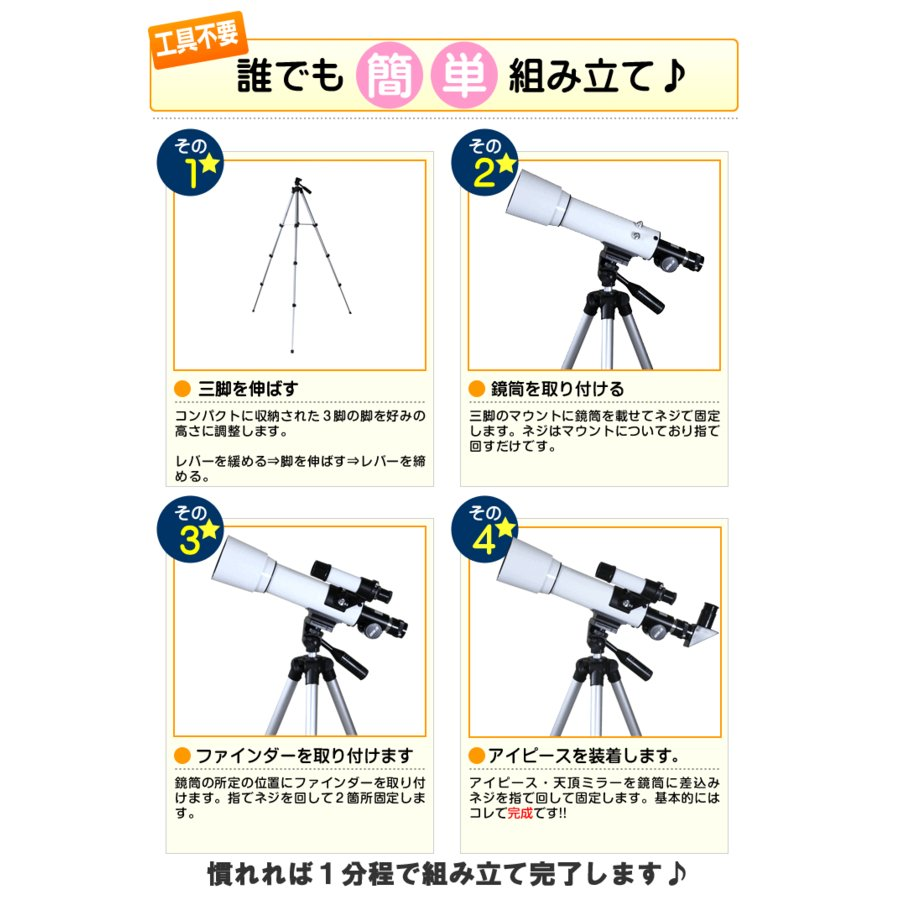 工具不要
誰でも簡単組み立て♪
その
1★
三脚を伸ばす
コンパクトに収納された３脚の脚を好みの
高さに調整します。
レバーを緩める⇒脚を伸ばす⇒レバーを締
める。
その
2★
鏡筒を取り付ける
三脚のマウントに鏡筒を載せてネジで固定
します。ネジはマウントについており指で
回すだけです。
その
3★
ファインダーを取り付けます
鏡筒の所定の位置にファインダーを取り付
けます。指でネジを回して２箇所固定しま
す。
その
4★
アイピースを装着します。
アイピース・天頂ミラーを鏡筒に差込み
ネジを指で回して固定します。基本的には
コレで完成です!!
慣れれば１分程で組み立て完了します♪